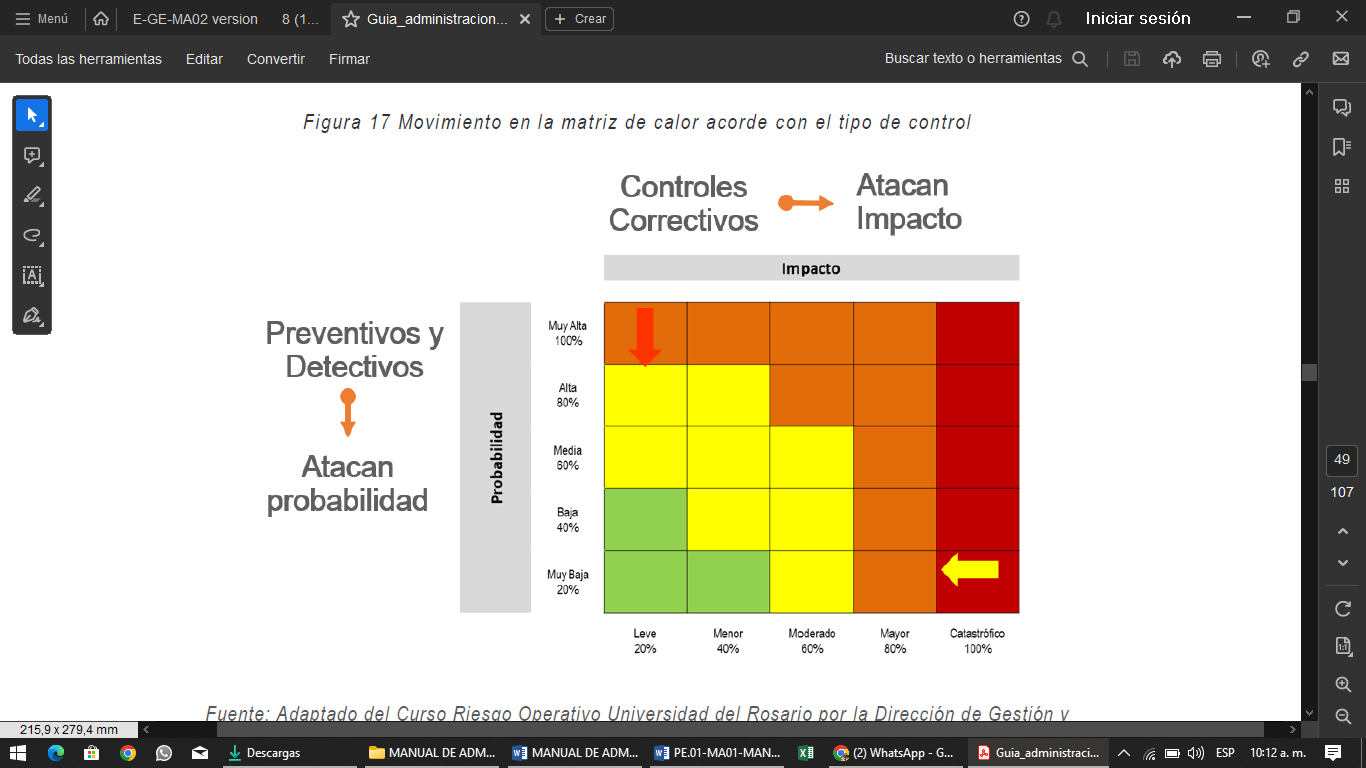 Menú
E-GE-MA02 version 8 (1...
Guia_administracion...
Crear
Iniciar sesión
Todas las herramientas
Editar
Convertir
Firmar
Buscar texto o herramientas
Figura 17 Movimiento en la matriz de calor acorde con el tipo de control
Controles
Correctivos
Atacan
Impacto
Impacto
Preventivos y
Detectivos
Atacan
probabilidad
Probabilidad
Muy Alta
100%
Alta
80%
Media
60%
Baja
40%
Muy Baja
20%
Leve
20%
Menor
40%
Moderado
60%
Mayor
80%
Catastrófico
100%
Fuente: Adaptado del Curso Riesgo Operativo Universidad del Rosario por la Dirección de Gestión y
49
107
1:1
215,9 x 279,4 mm
Descargas
MANUAL DE ADM...
MANUAL DE ADM...
PE.01-MA01-MAN...
(2) WhatsApp - G...
Guia_administraci...
ESP
10:12 a. m.